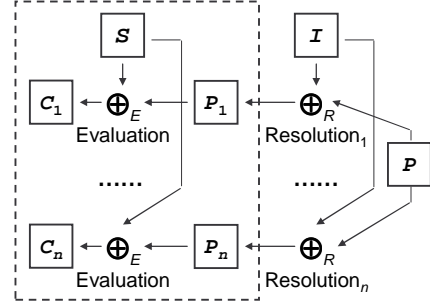 S I
C₁ ⊕E P₁ ⊕R
Evaluation Resolution₁
P
...... ......
Cₙ ⊕E Pₙ ⊕R
Evaluation Resolutionₙ